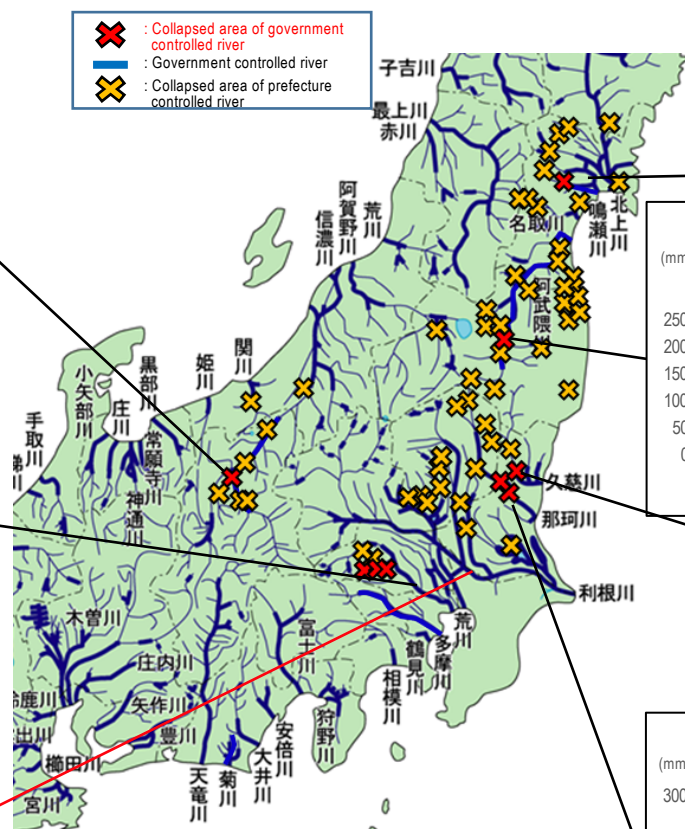 : Collapsed area of government
controlled river
: Government controlled river
: Collapsed area of prefecture
controlled river
子吉川
最上川
赤川
荒川
阿賀野川
信濃川
名取川
鳴瀬川
北上川
(mm
阿武隈
250
200
150
100
50
0
関川
姫川
黒部川
小矢部川
庄川
常願寺川
神通川
手取川
久慈川
那珂川
利根川
木曽川
庄内川
矢作川
豊川
鈴鹿川
出川
櫛田川
宮川
富士川
荒川
多摩川
鶴見川
相模川
狩野川
安倍川
大井川
菊川
天竜川
(mm
300